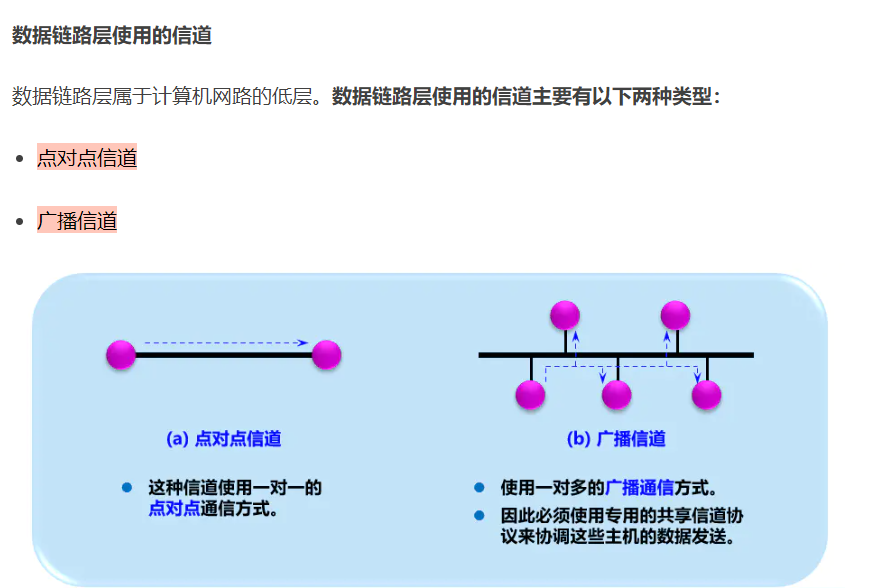 数据链路层使用的信道
数据链路层属于计算机网路的低层。数据链路层使用的信道主要有以下两种类型：
点对点信道
广播信道
(a) 点对点信道
这种信道使用一对一的
点对点通信方式。
(b) 广播信道
使用一对多的广播通信方式。
因此必须使用专用的共享信道协
议来协调这些主机的数据发送。